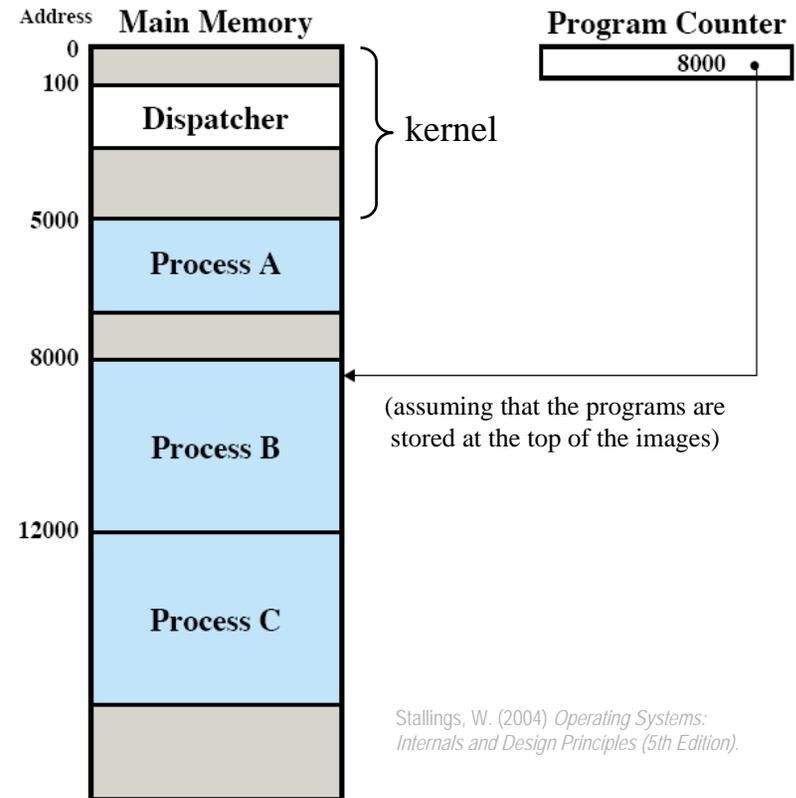 Address Main Memory
Program Counter
0
8000
100
Dispatcher
kernel
5000
Process A
8000
(assuming that the programs are
stored at the top of the images)
Process B
12000
Process C
Stallings, W. (2004) Operating Systems:
Internals and Design Principles (5th Edition).